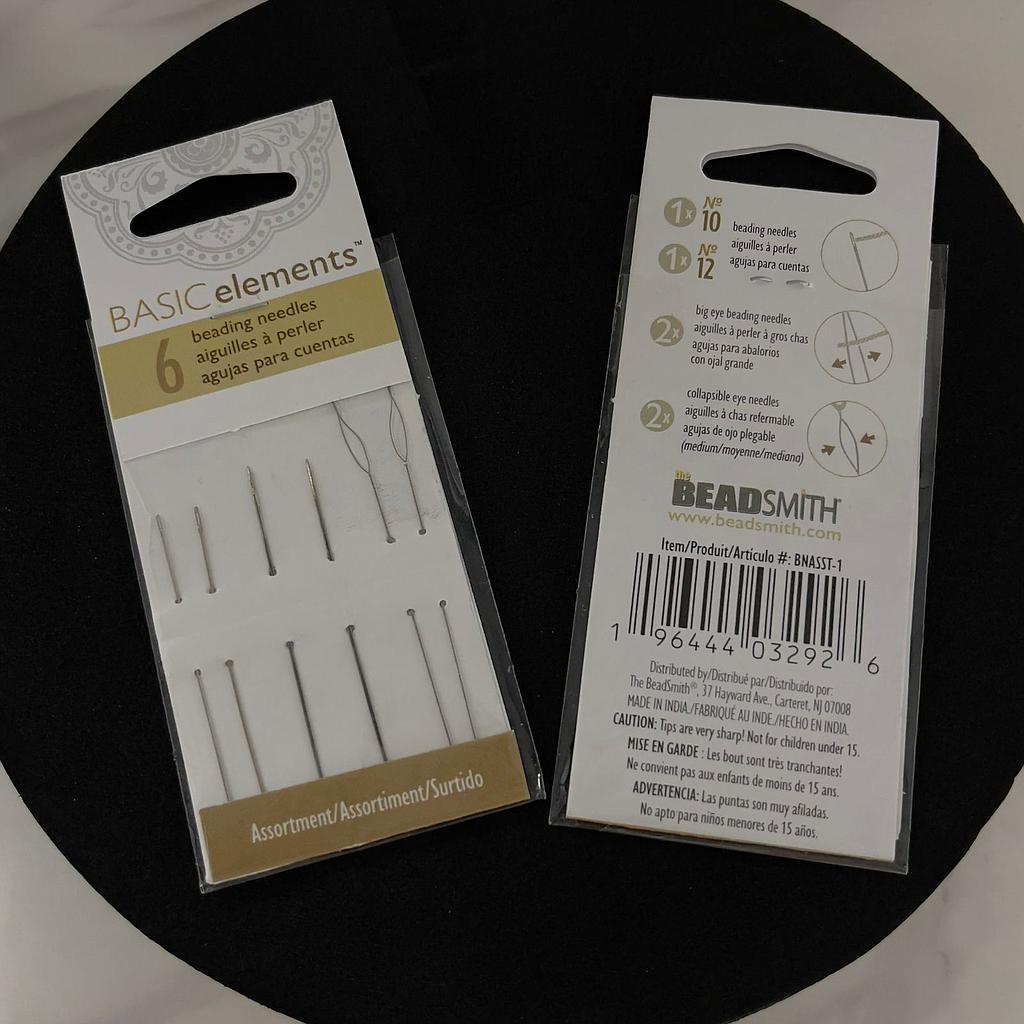 BASIC elements™
6
beading needles
aiguilles à perler
agujas para cuentas
Assortment/Assortiment/Surtido
1x Nº 10
1x Nº 12
beading needles
aiguilles à perler
agujas para cuentas
2x
big eye beading needles
aiguilles à perler à gros chas
agujas para abalorios
con ojal grande
2x
collapsible eye needles
aiguilles à chas refermable
agujas de ojo plegable
(medium/moyenne/mediana)
the
BEADSMITH
www.beadsmith.com
Item/Produit/Artículo #: BNASST-1
1 96444 03292 6
Distributed by/Distribué par/Distribuido por:
The BeadSmith®, 37 Hayward Ave., Carteret, NJ 07008
MADE IN INDIA./FABRIQUÉ AU INDE./HECHO EN INDIA.
CAUTION: Tips are very sharp! Not for children under 15.
MISE EN GARDE : Les bout sont très tranchantes!
Ne convient pas aux enfants de moins de 15 ans.
ADVERTENCIA: Las puntas son muy afiladas.
No apto para niños menores de 15 años.